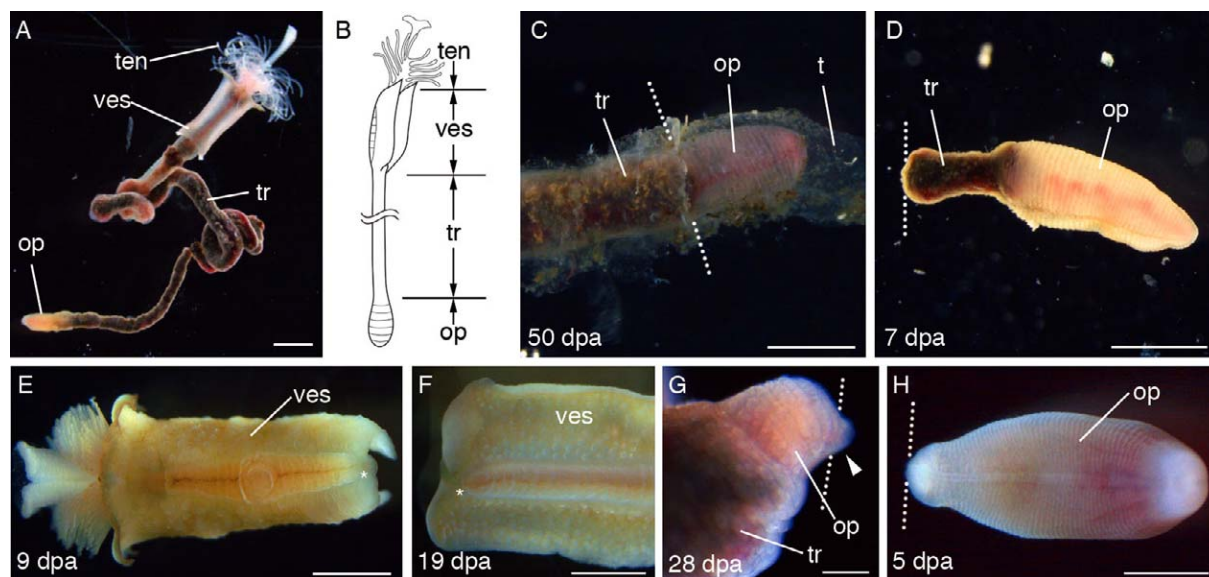 A
ten
ves
tr
op
B
ten
ves
tr
op
C
tr
op
t
50 dpa
D
tr
op
7 dpa
E
ves
*
9 dpa
F
ves
*
19 dpa
G
op
tr
28 dpa
H
op
5 dpa